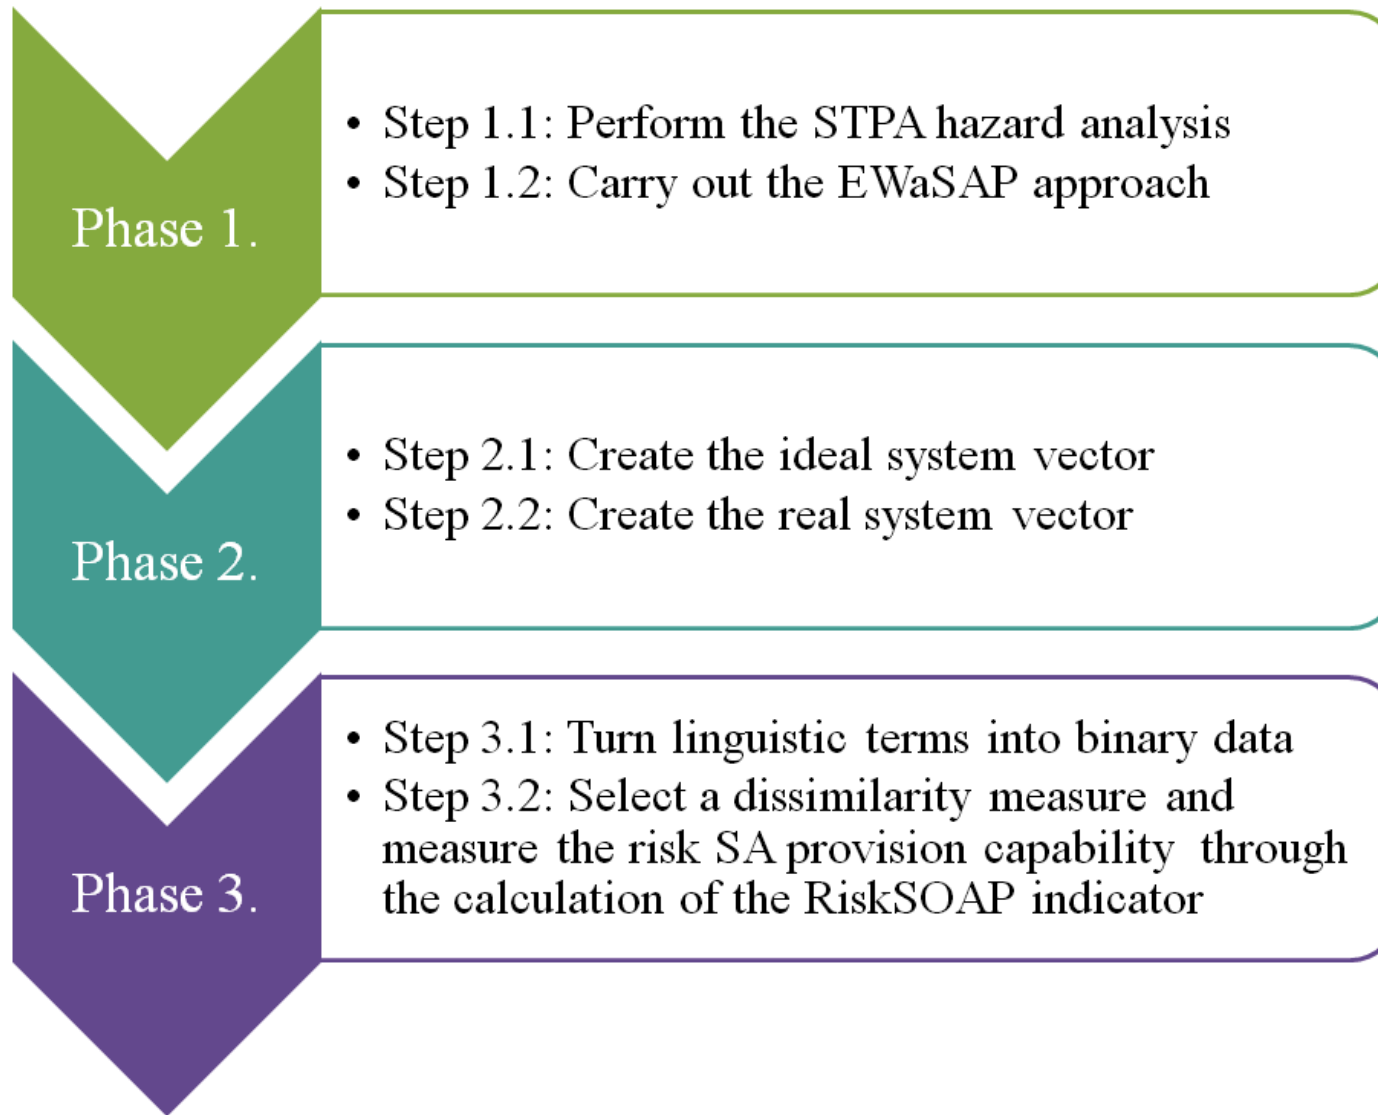 Phase 1.
• Step 1.1: Perform the STPA hazard analysis
• Step 1.2: Carry out the EWaSAP approach
Phase 2.
• Step 2.1: Create the ideal system vector
• Step 2.2: Create the real system vector
Phase 3.
• Step 3.1: Turn linguistic terms into binary data
• Step 3.2: Select a dissimilarity measure and
measure the risk SA provision capability through
the calculation of the RiskSOAP indicator